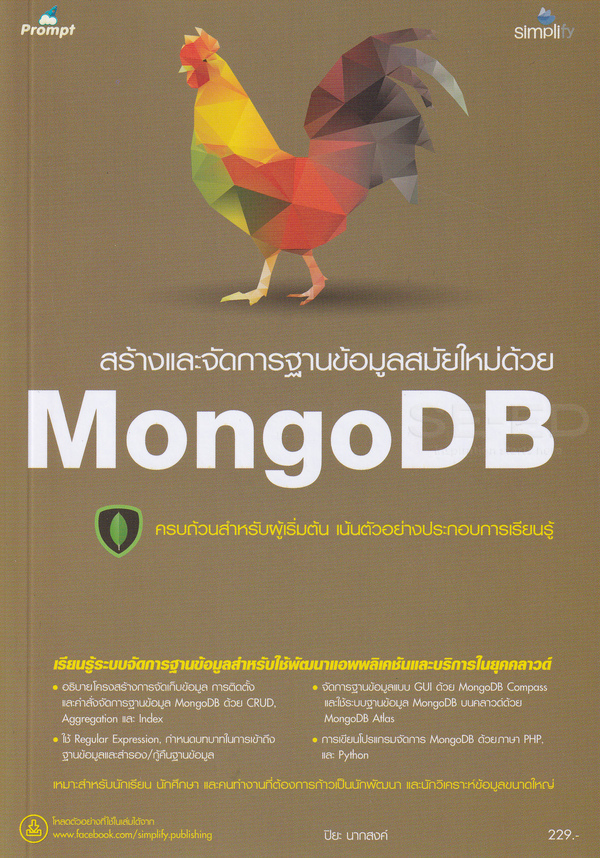 Prompt
simplify
สร้างและจัดการฐานข้อมูลสมัยใหม่ด้วย
MongoDB
SE-ED
ครบถ้วนสำหรับผู้เริ่มต้น เน้นตัวอย่างประกอบการเรียนรู้
เรียนรู้ระบบจัดการฐานข้อมูลสำหรับใช้พัฒนาแอพพลิเคชันและบริการในยุคคลาวด์
• อธิบายโครงสร้างการจัดเก็บข้อมูล การติดตั้ง
และคำสั่งจัดการฐานข้อมูล MongoDB ด้วย CRUD,
Aggregation และ Index
• ใช้ Regular Expression, กำหนดบทบาทในการเข้าถึง
ฐานข้อมูลและสำรอง/กู้คืนฐานข้อมูล
• จัดการฐานข้อมูลแบบ GUI ด้วย MongoDB Compass
และใช้ระบบฐานข้อมูล MongoDB บนคลาวด์ด้วย
MongoDB Atlas
• การเขียนโปรแกรมจัดการ MongoDB ด้วยภาษา PHP,
และ Python
เหมาะสำหรับนักเรียน นักศึกษา และคนทำงานที่ต้องการก้าวเป็นนักพัฒนา และนักวิเคราะห์ข้อมูลขนาดใหญ่
โหลดตัวอย่างที่ใช้ในเล่มได้จาก
www.facebook.com/simplify.publishing
ปิยะ นากสงค์
229.-